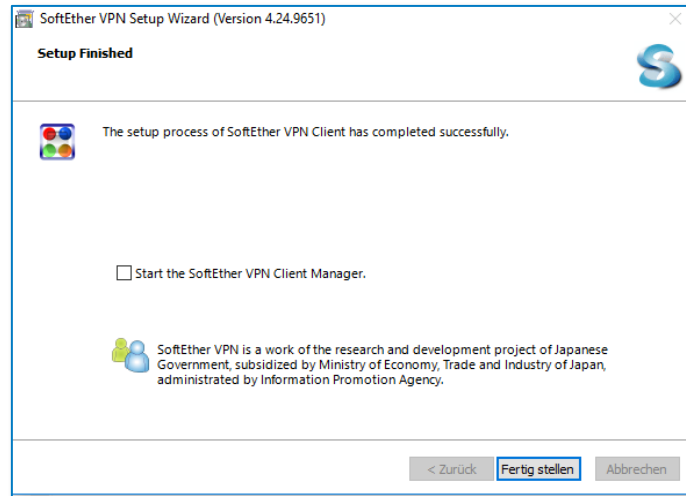 SoftEther VPN Setup Wizard (Version 4.24.9651)
Setup Finished
The setup process of SoftEther VPN Client has completed successfully.
Start the SoftEther VPN Client Manager.
SoftEther VPN is a work of the research and development project of Japanese
Government, subsidized by Ministry of Economy, Trade and Industry of Japan,
administrated by Information Promotion Agency.
< Zurück Fertig stellen Abbrechen